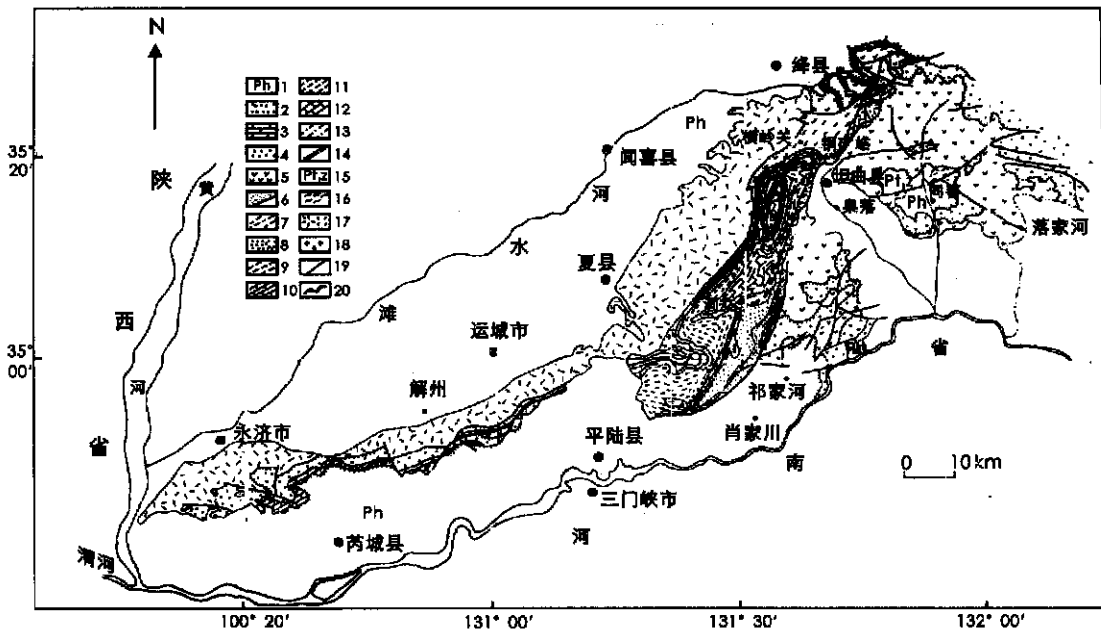 N
绛县
Ph 1 11
2 12
3 13
4 14
5 Pt₂ 15
6 16
7 17
8 18
9 19
10 20
35°
20′
陕
黄
Ph
横岭关
闻喜县
河
垣曲县
Pt
Ph
皋落
落家河
水
夏县
西
滩
运城市
35°
00′
河
解州
省
祁家河
永济市
省
平陆县
肖家川
南
0 10 km
三门峡市
Ph
河
芮城县
渭河
100° 20′
131° 00′
131° 30′
132° 00′